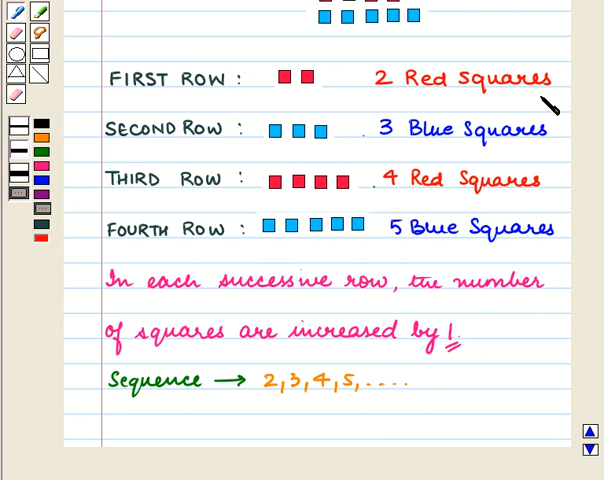 FIRST ROW : 2 Red Squares
SECOND ROW : 3 Blue Squares
THIRD ROW : 4 Red Squares
FOURTH ROW : 5 Blue Squares
In each successive row, the number
of squares are increased by 1.
Sequence → 2, 3, 4, 5, ....